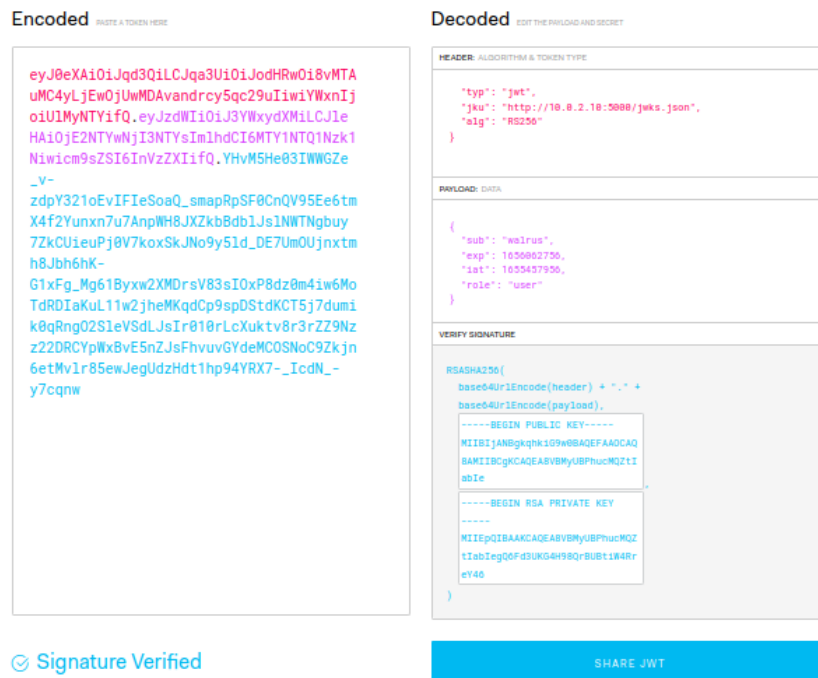 Encoded PASTE A TOKEN HERE
eyJ0eXAiOiJqd3QiLCJqa3UiOiJodHRwOi8vMTA
uMC4yLjEwOjUwMDAvandrcy5qc29uIiwiYWxnIj
oiUlMyNTYifQ.eyJzdWIiOiJ3YWxydXMiLCJle
HAiOjE2NTYwNjI3NTYsImlhdCI6MTY1NTQ1Nzk1
Niwicm9sZSI6InVzZXIifQ.YHvM5He03IWWGZe
_v-
zdpY321oEvIFIeSoaQ_smapRpSF0CnQV95Ee6tm
X4f2Yunxn7u7AnpWH8JXZkbBdblJslNWTNgbuy
7ZkCUieuPj0V7koxSkJNo9y5ld_DE7UmOUjnxtm
h8Jbh6hK-
G1xFg_Mg61Byxw2XMDrsV83sIOxP8dz0m4iw6Mo
TdRDIaKuL11w2jheMKqdCp9spDStdKCT5j7dumi
k0qRngO2SleVSdLJsIr010rLcXuktv8r3rZZ9Nz
z22DRCYpWxBvE5nZJsFhvuvGYdeMCOSNoC9Zkjn
6etMvlr85ewJegUdzHdt1hp94YRX7-_IcdN_-
y7cqnw
Signature Verified
Decoded EDIT THE PAYLOAD AND SECRET
HEADER: ALGORITHM & TOKEN TYPE
"typ": "jwt",
"jku": "http://10.0.2.10:5000/jwks.json",
"alg": "RS256"
}
PAYLOAD: DATA
{
"sub": "walrus",
"exp": 1656062756,
"iat": 1655457956,
"role": "user"
}
VERIFY SIGNATURE
RSASHA256(
base64UrlEncode(header) + "." +
base64UrlEncode(payload),
-----BEGIN PUBLIC KEY-----
MIIBIjANBgkqhkiG9w0BAQEFAAOCAQ
8AMIIBCgKCAQEA8VBMyUBPhucMQZtI
abIe
,
-----BEGIN RSA PRIVATE KEY
-----
MIIEpQIBAAKCAQEA8VBMyUBPhucMQZ
tIabIegQ6Fd3UKG4H98QrBUBtiW4Rr
eY46
)
SHARE JWT